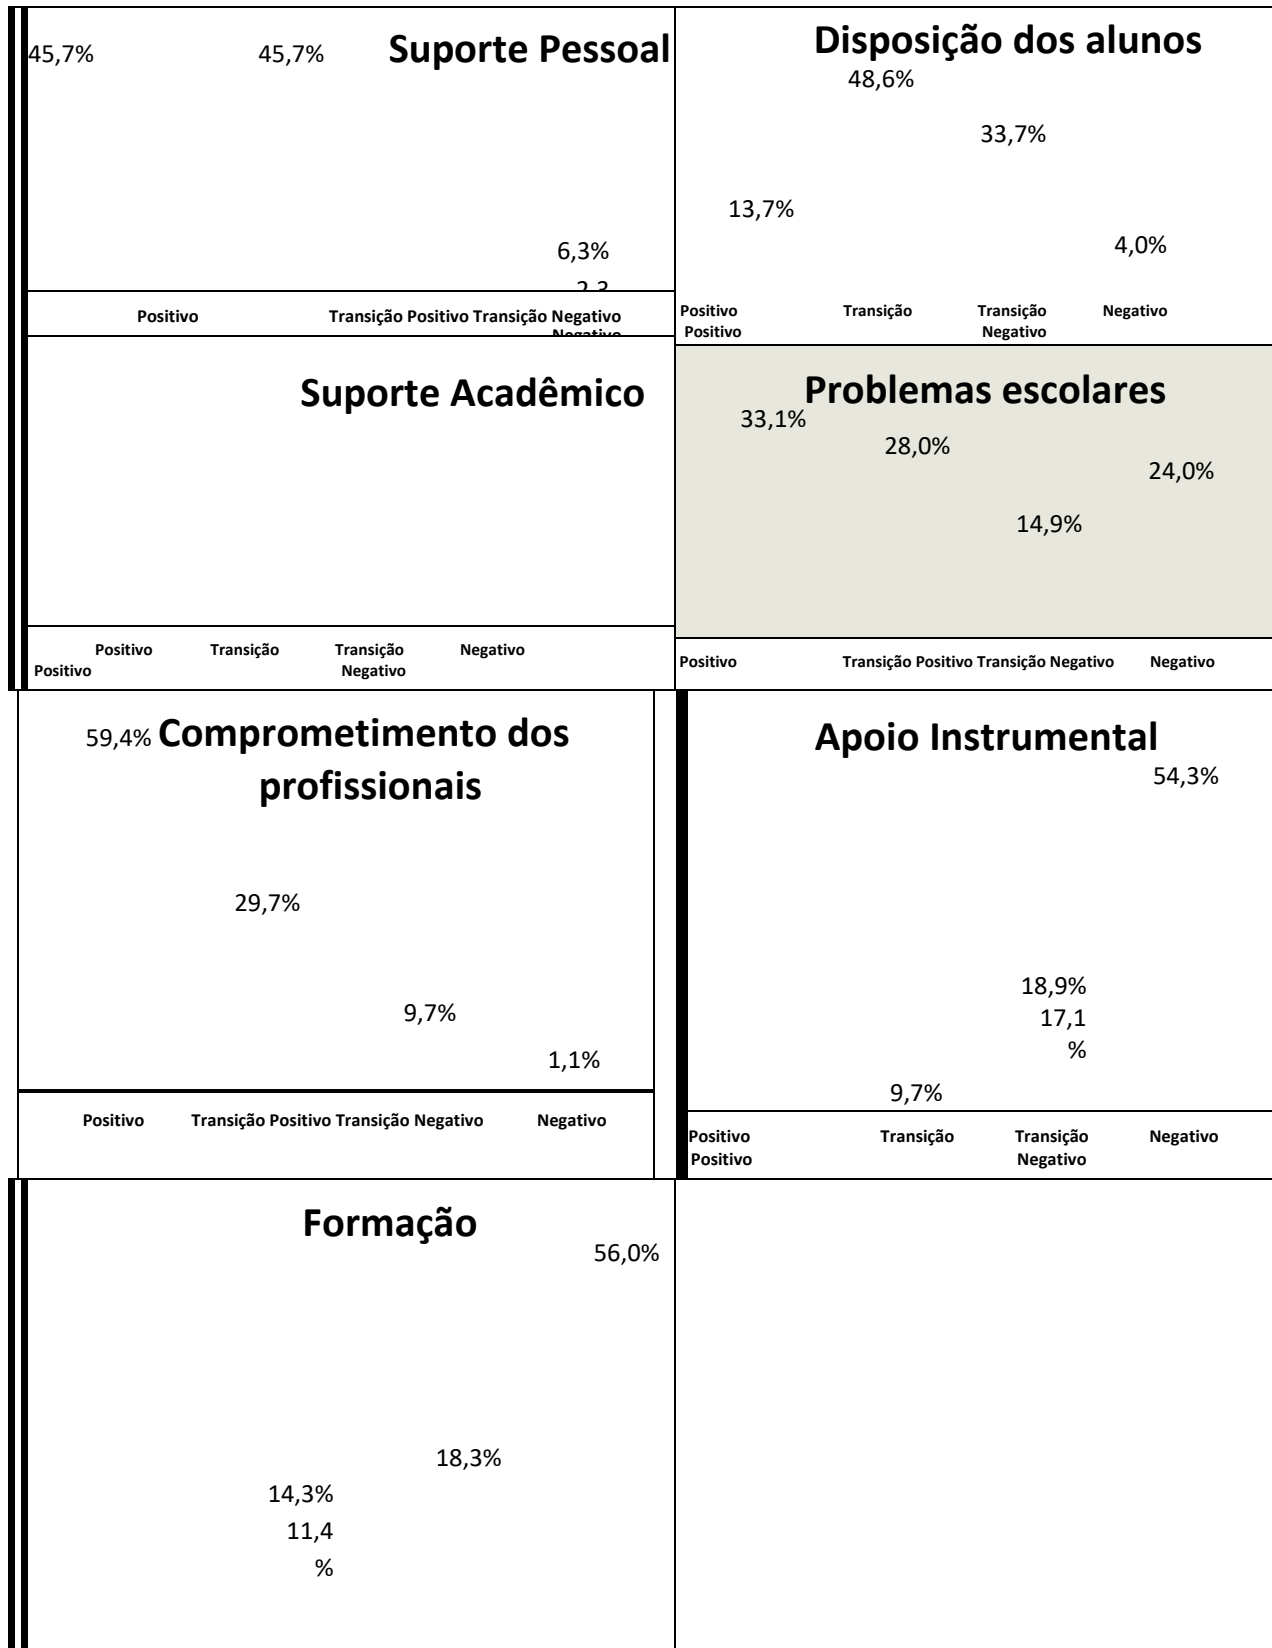 Suporte Pessoal
45,7% 45,7%
6,3%
2,3
Positivo Transição Positivo Transição Negativo
Negativo
Disposição dos alunos
48,6%
33,7%
13,7%
4,0%
Positivo Transição Transição Negativo
Positivo Negativo
Suporte Acadêmico
Positivo Transição Transição Negativo
Positivo Negativo
Problemas escolares
33,1%
28,0%
24,0%
14,9%
Positivo Transição Positivo Transição Negativo Negativo
59,4% Comprometimento dos
profissionais
29,7%
9,7%
1,1%
Positivo Transição Positivo Transição Negativo Negativo
Apoio Instrumental
54,3%
18,9%
17,1
%
9,7%
Positivo Transição Transição Negativo
Positivo Negativo
Formação
56,0%
18,3%
14,3%
11,4
%